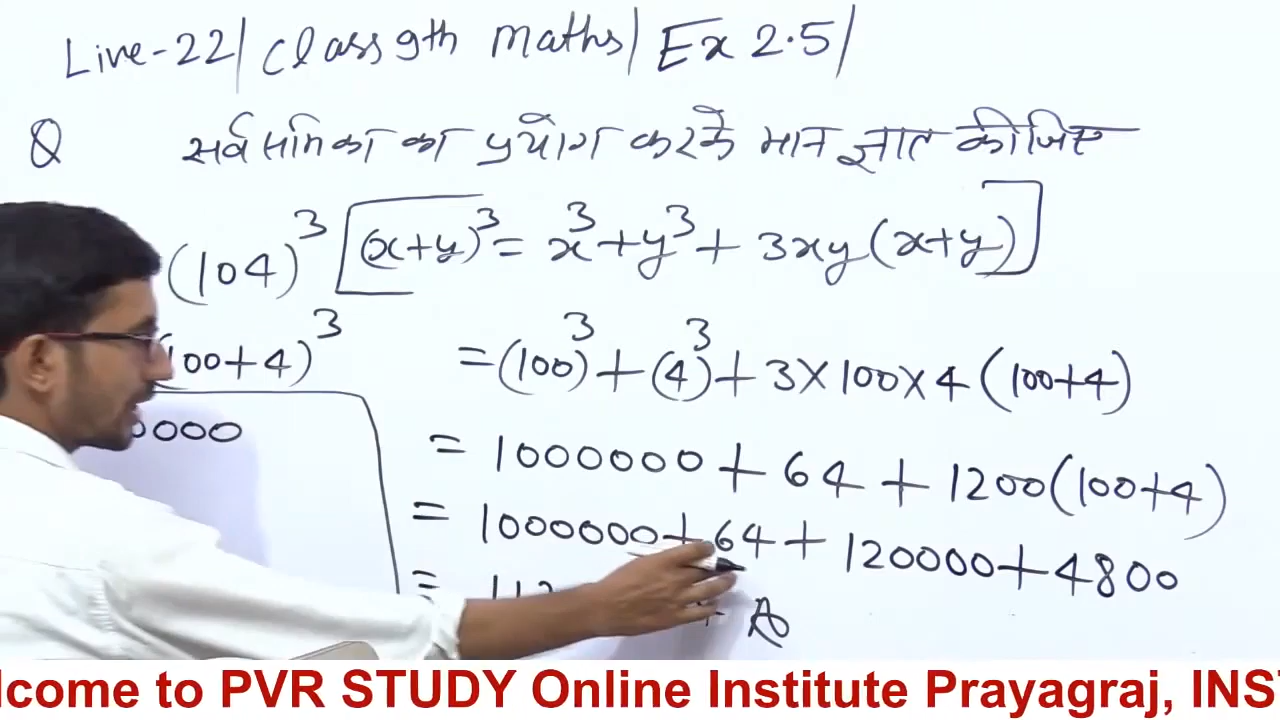 Live-22| Class 9th maths| Ex 2.5|
Q सर्वसमिका का प्रयोग करके मान ज्ञात कीजिए
(104)³ [(x+y)³ = x³+y³+3xy(x+y)]
(100+4)³ = (100)³+(4)³+3×100×4(100+4)
0000 = 1000000+64+1200(100+4)
= 1000000+64+120000+4800
=
lcome to PVR STUDY Online Institute Prayagraj, INS